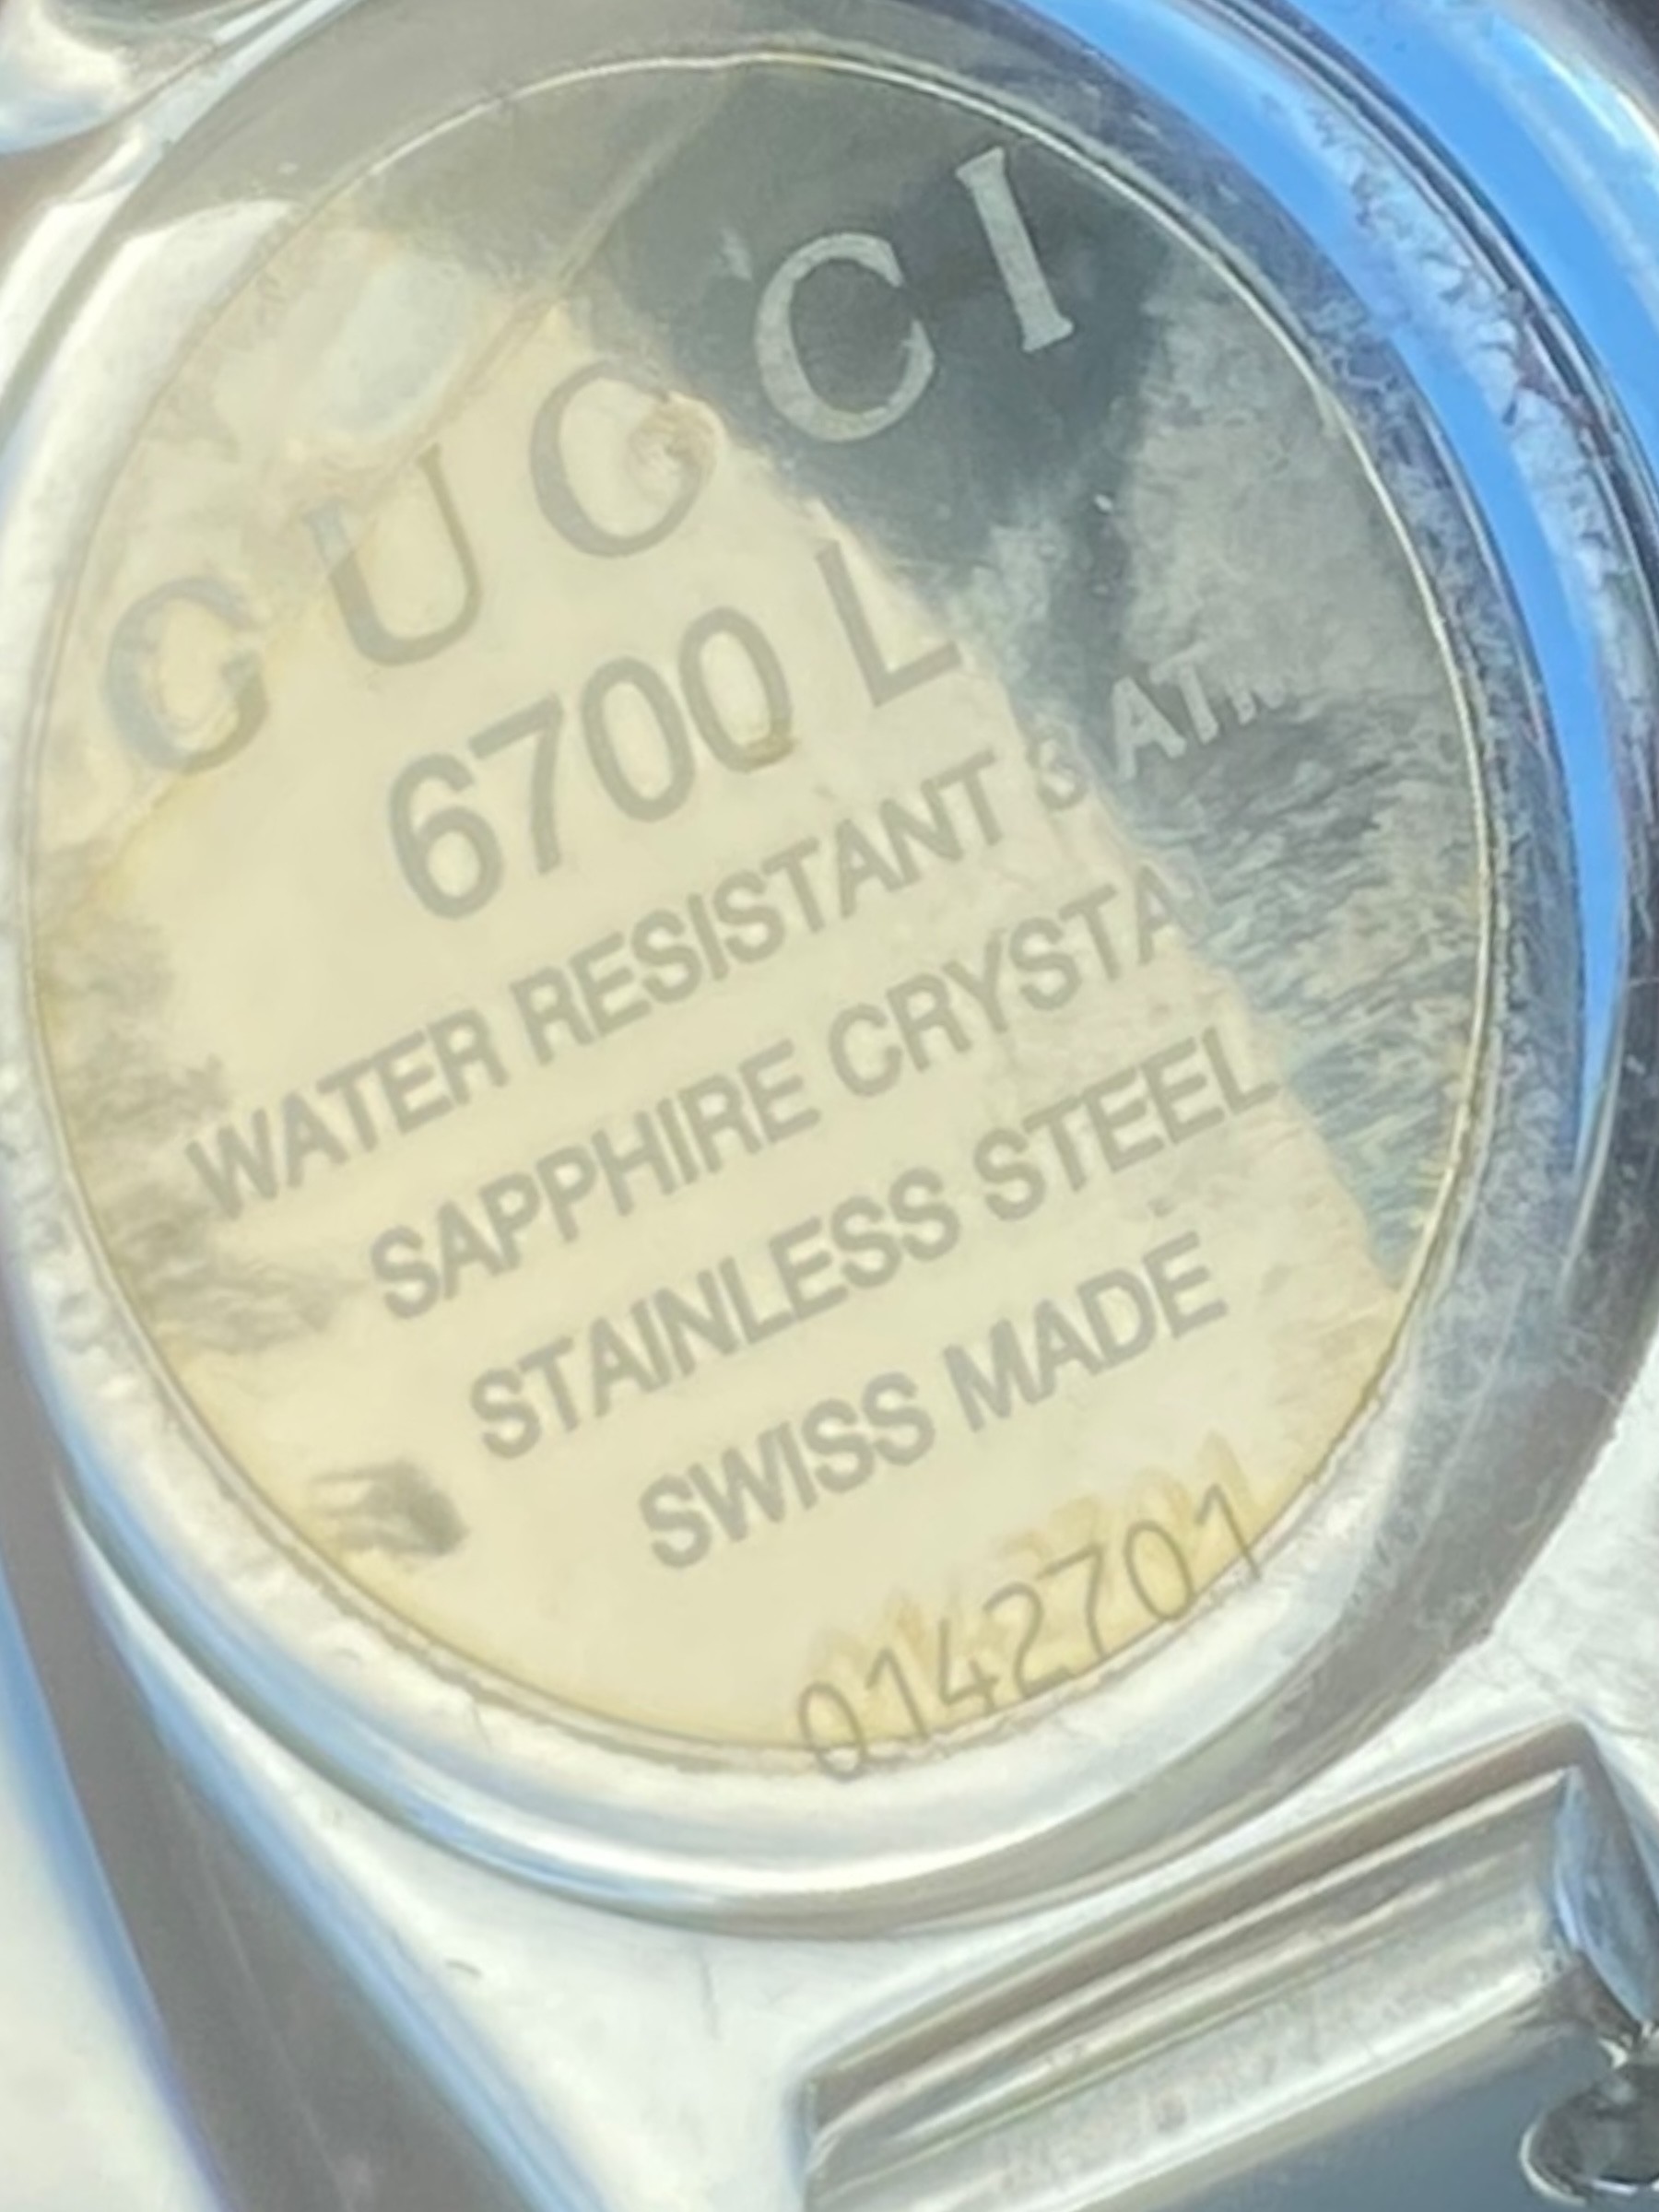 GUCCI
6700 L
WATER RESISTANT 3 ATM
SAPPHIRE CRYSTAL
STAINLESS STEEL
SWISS MADE
0142701